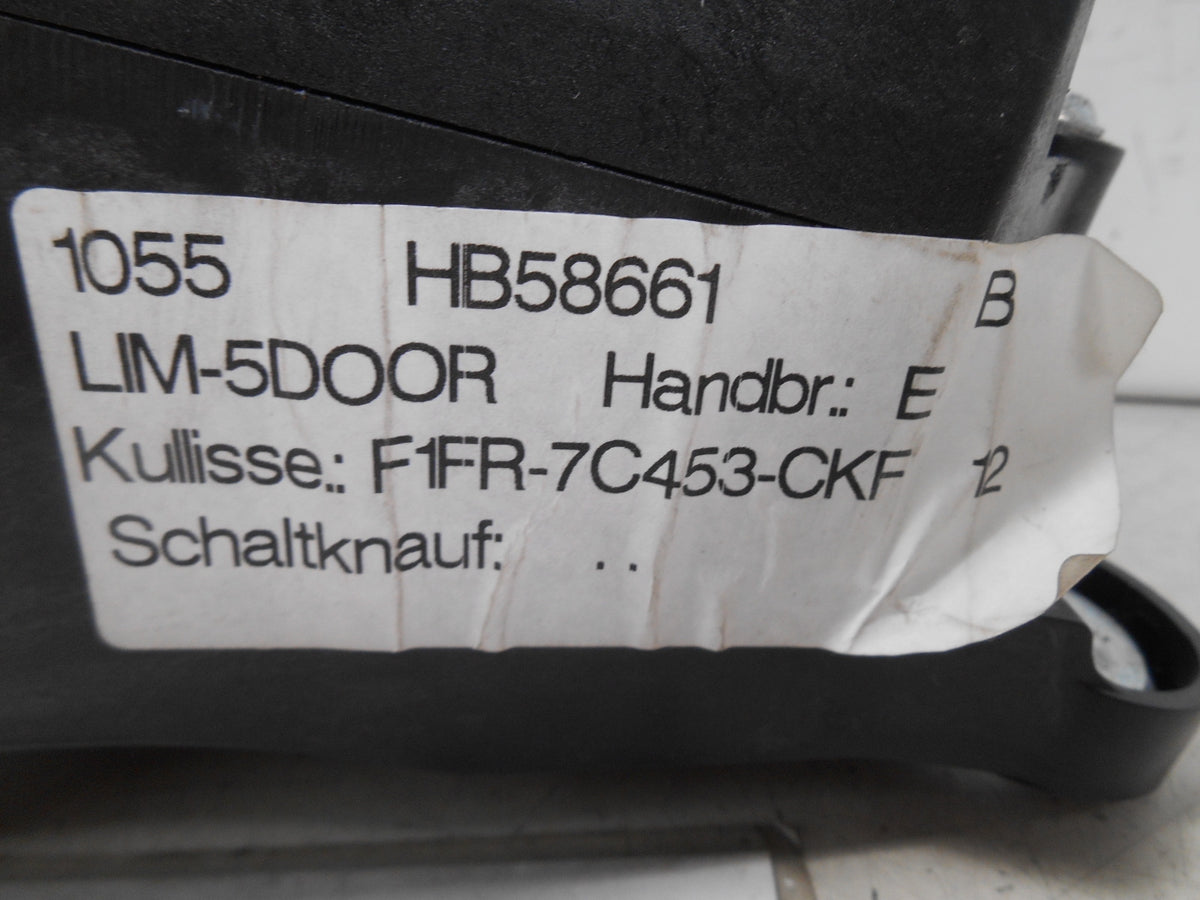 1055 HB58661 B
LIM-5DOOR Handbr.: E
Kullisse.: F1FR-7C453-CKF 12
Schaltknauf: . .